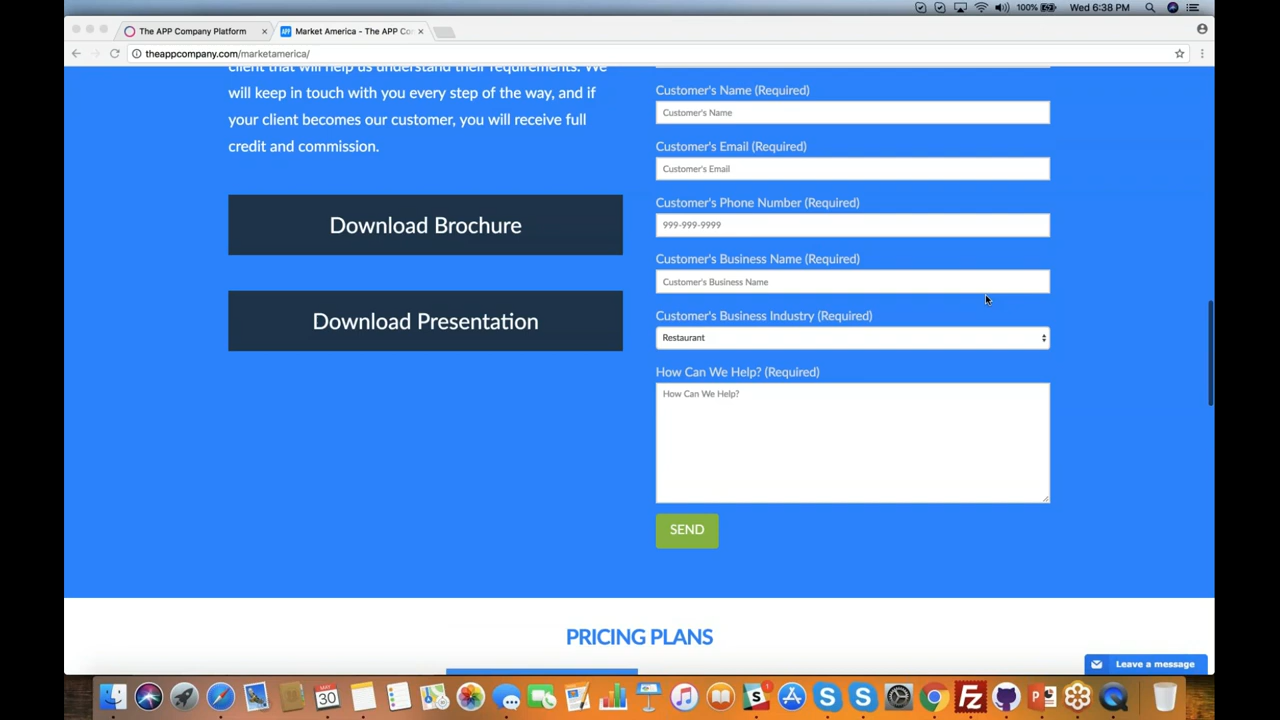 100%
Wed 6:38 PM
The APP Company Platform
Market America - The APP Co
theappcompany.com/marketamerica/
client that will help us understand their requirements. We
will keep in touch with you every step of the way, and if
your client becomes our customer, you will receive full
credit and commission.
Download Brochure
Download Presentation
Customer's Name (Required)
Customer's Name
Customer's Email (Required)
Customer's Email
Customer's Phone Number (Required)
999-999-9999
Customer's Business Name (Required)
Customer's Business Name
Customer's Business Industry (Required)
Restaurant
How Can We Help? (Required)
How Can We Help?
SEND
PRICING PLANS
Leave a message
APP
MAY
30
1
S
S
Fz
P